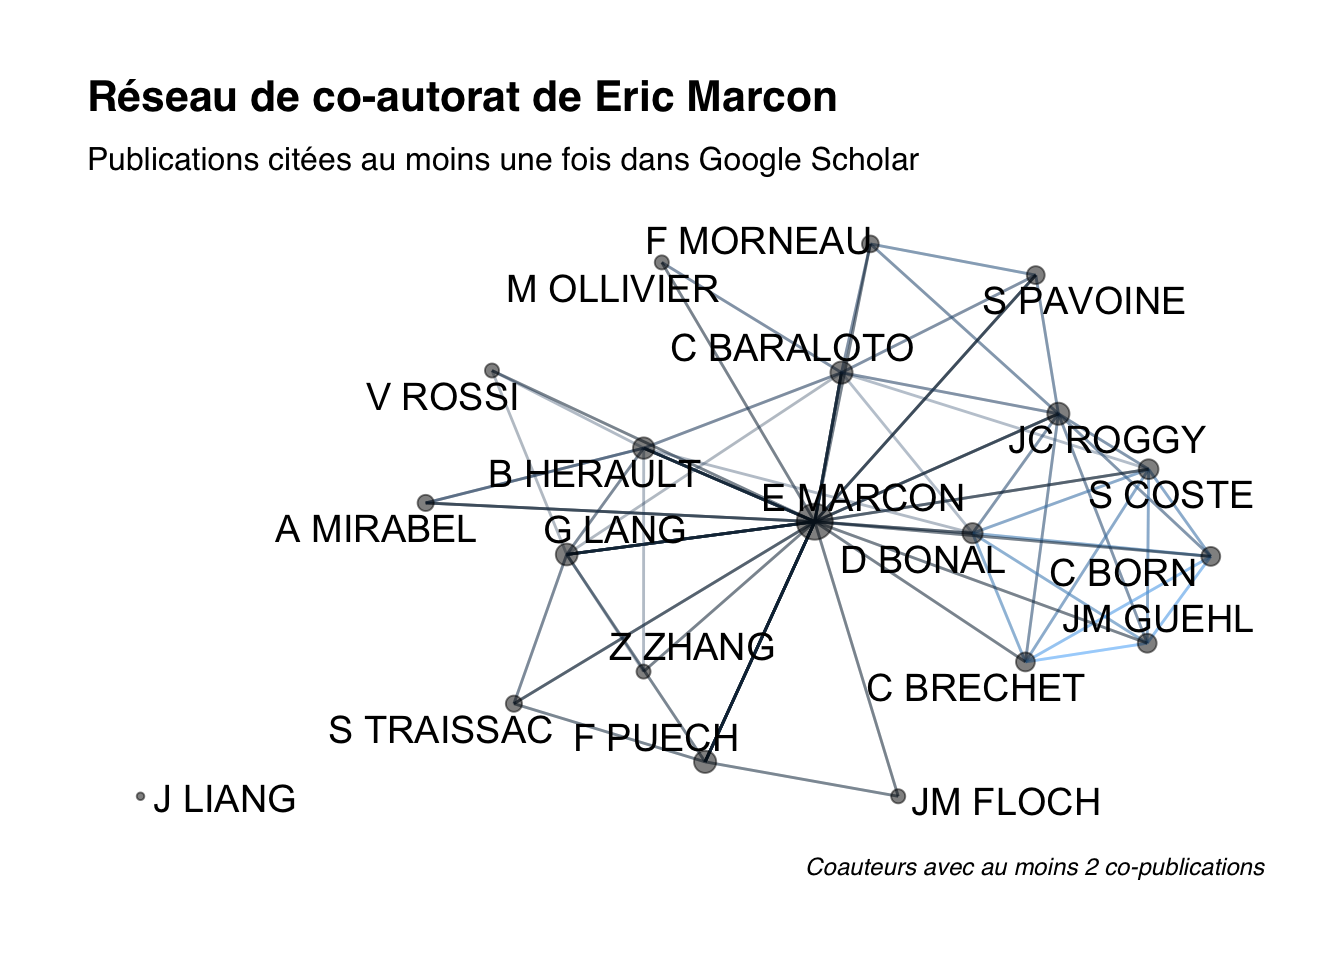 Réseau de co-autorat de Eric Marcon
Publications citées au moins une fois dans Google Scholar
F MORNEAU
M OLLIVIER
S PAVOINE
C BARALOTO
V ROSSI
JC ROGGY
B HERAULT
E MARCON
S COSTE
A MIRABEL
G LANG
D BONAL
C BORN
JM GUEHL
Z ZHANG
C BRECHET
S TRAISSAC
F PUECH
J LIANG
JM FLOCH
Coauteurs avec au moins 2 co-publications